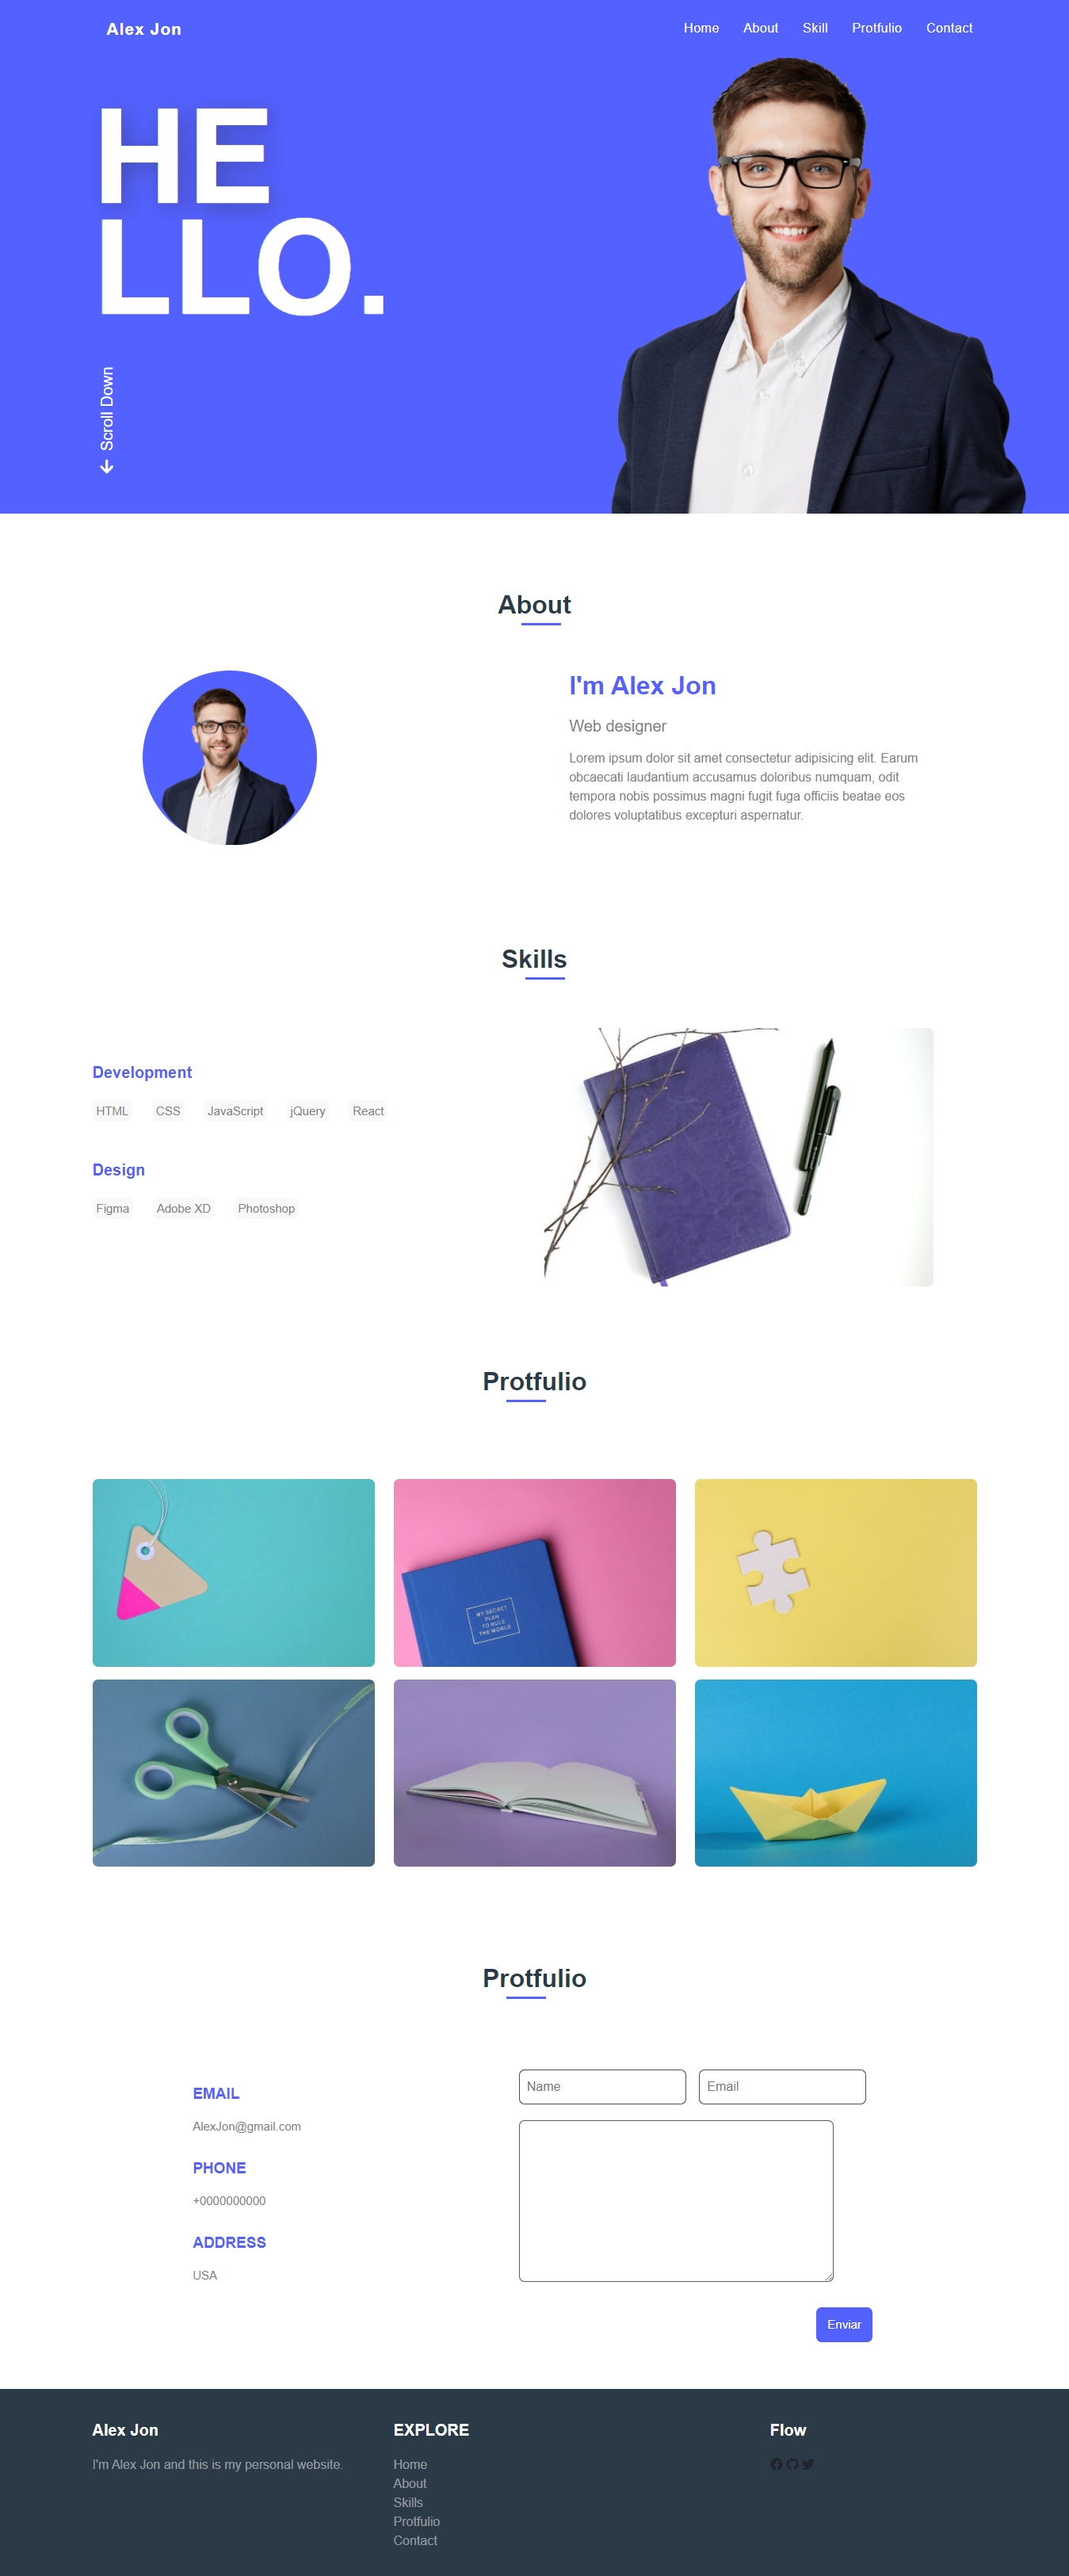 Alex Jon
Home About Skill Protfulio Contact
HE
LLO.
Scroll Down
About
I'm Alex Jon
Web designer
Lorem ipsum dolor sit amet consectetur adipisicing elit. Earum
obcaecati laudantium accusamus doloribus numquam, odit
tempora nobis possimus magni fugit fuga officiis beatae eos
dolores voluptatibus excepturi aspernatur.
Skills
Development
HTML CSS JavaScript jQuery React
Design
Figma Adobe XD Photoshop
Protfulio
MY SECRET
PLAN
TO RULE
THE WORLD
Protfulio
EMAIL
AlexJon@gmail.com
PHONE
+0000000000
ADDRESS
USA
Name Email
Enviar
Alex Jon
I'm Alex Jon and this is my personal website.
EXPLORE
Home
About
Skills
Protfulio
Contact
Flow